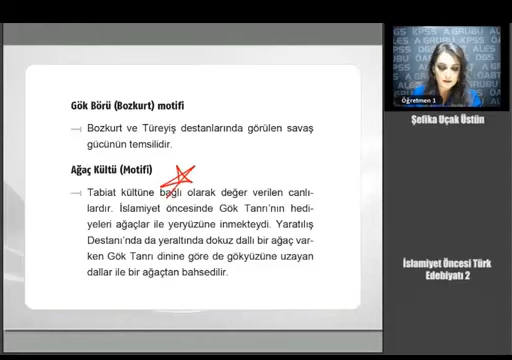 Gök Börü (Bozkurt) motifi
Bozkurt ve Türeyiş destanlarında görülen savaş
gücünün temsilidir.
Ağaç Kültü (Motifi)
Tabiat kültüne bağlı olarak değer verilen canlı-
lardır. İslamiyet öncesinde Gök Tanrı'nın hedi-
yeleri ağaçlar ile yeryüzüne inmekteydi. Yaratılış
Destanı'nda da yeraltında dokuz dallı bir ağaç var-
ken Gök Tanrı dinine göre de gökyüzüne uzayan
dallar ile bir ağaçtan bahsedilir.
Öğretmen 1
Şefika Uçak Üstün
İslamiyet Öncesi Türk
Edebiyatı 2